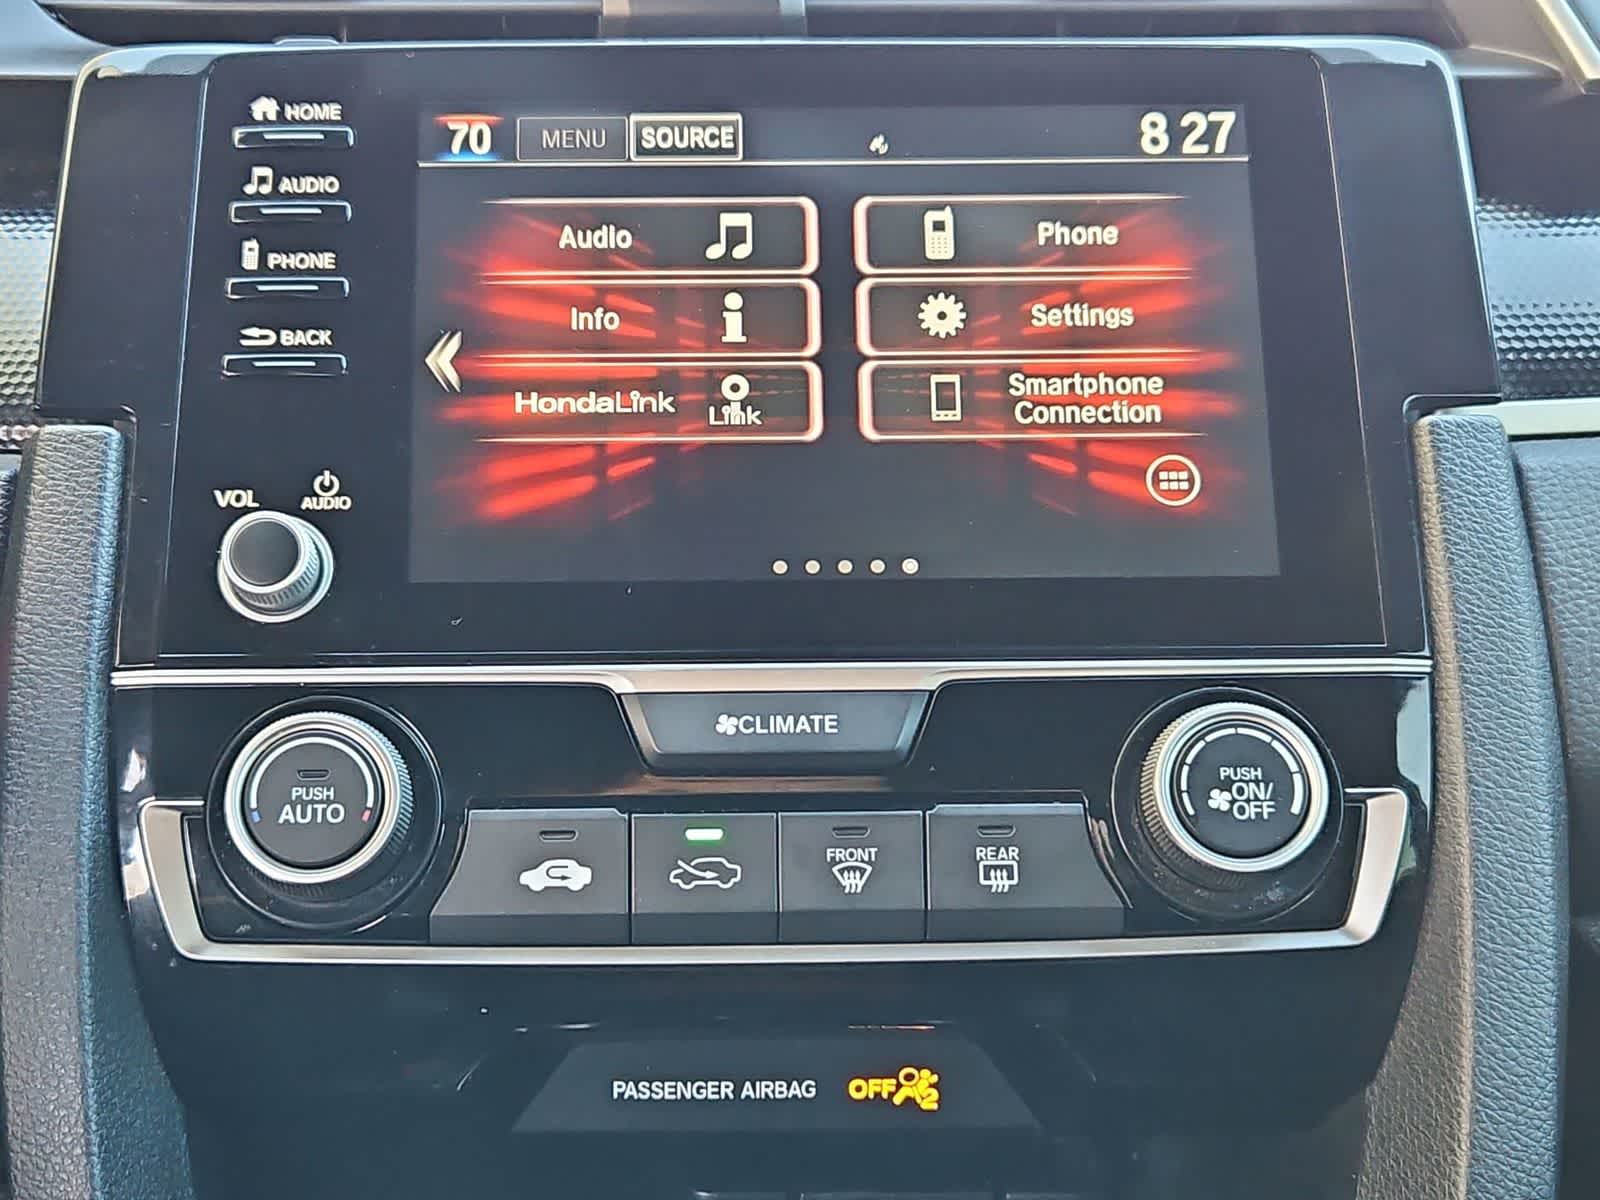 HOME
AUDIO
PHONE
BACK
VOL
AUDIO
70 MENU SOURCE 8 27
Audio
Phone
Info
Settings
HondaLink
Link
Smartphone
Connection
CLIMATE
PUSH
AUTO
FRONT
REAR
PUSH
ON/
OFF
PASSENGER AIRBAG OFF 2